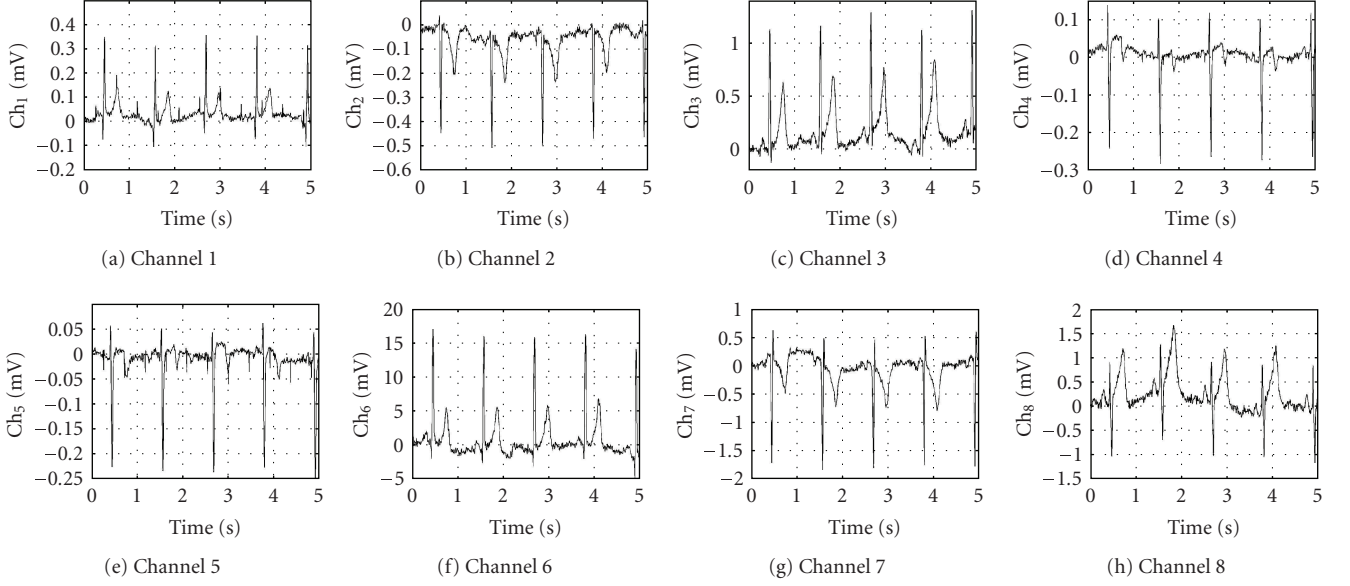 0.4
0.3
0.2
0.1
0
−0.1
−0.2
Ch1 (mV)
0 1 2 3 4 5
Time (s)
(a) Channel 1
0
−0.1
−0.2
−0.3
−0.4
−0.5
−0.6
Ch2 (mV)
0 1 2 3 4 5
Time (s)
(b) Channel 2
1
0.5
0
Ch3 (mV)
0 1 2 3 4 5
Time (s)
(c) Channel 3
0.1
0
−0.1
−0.2
−0.3
Ch4 (mV)
0 1 2 3 4 5
Time (s)
(d) Channel 4
0.05
0
−0.05
−0.1
−0.15
−0.2
−0.25
Ch5 (mV)
0 1 2 3 4 5
Time (s)
(e) Channel 5
20
15
10
5
0
−5
Ch6 (mV)
0 1 2 3 4 5
Time (s)
(f) Channel 6
1
0.5
0
−0.5
−1
−1.5
−2
Ch7 (mV)
0 1 2 3 4 5
Time (s)
(g) Channel 7
2
1.5
1
0.5
0
−0.5
−1
−1.5
Ch8 (mV)
0 1 2 3 4 5
Time (s)
(h) Channel 8